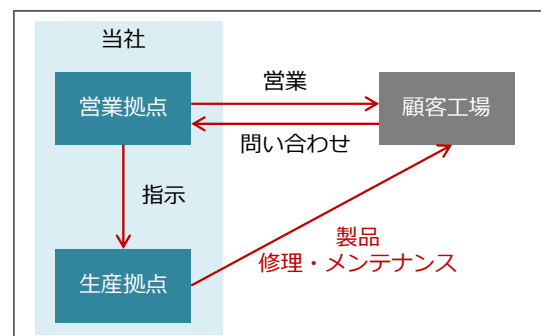 当社
営業
営業拠点
顧客工場
問い合わせ
指示
製品
修理・メンテナンス
生産拠点